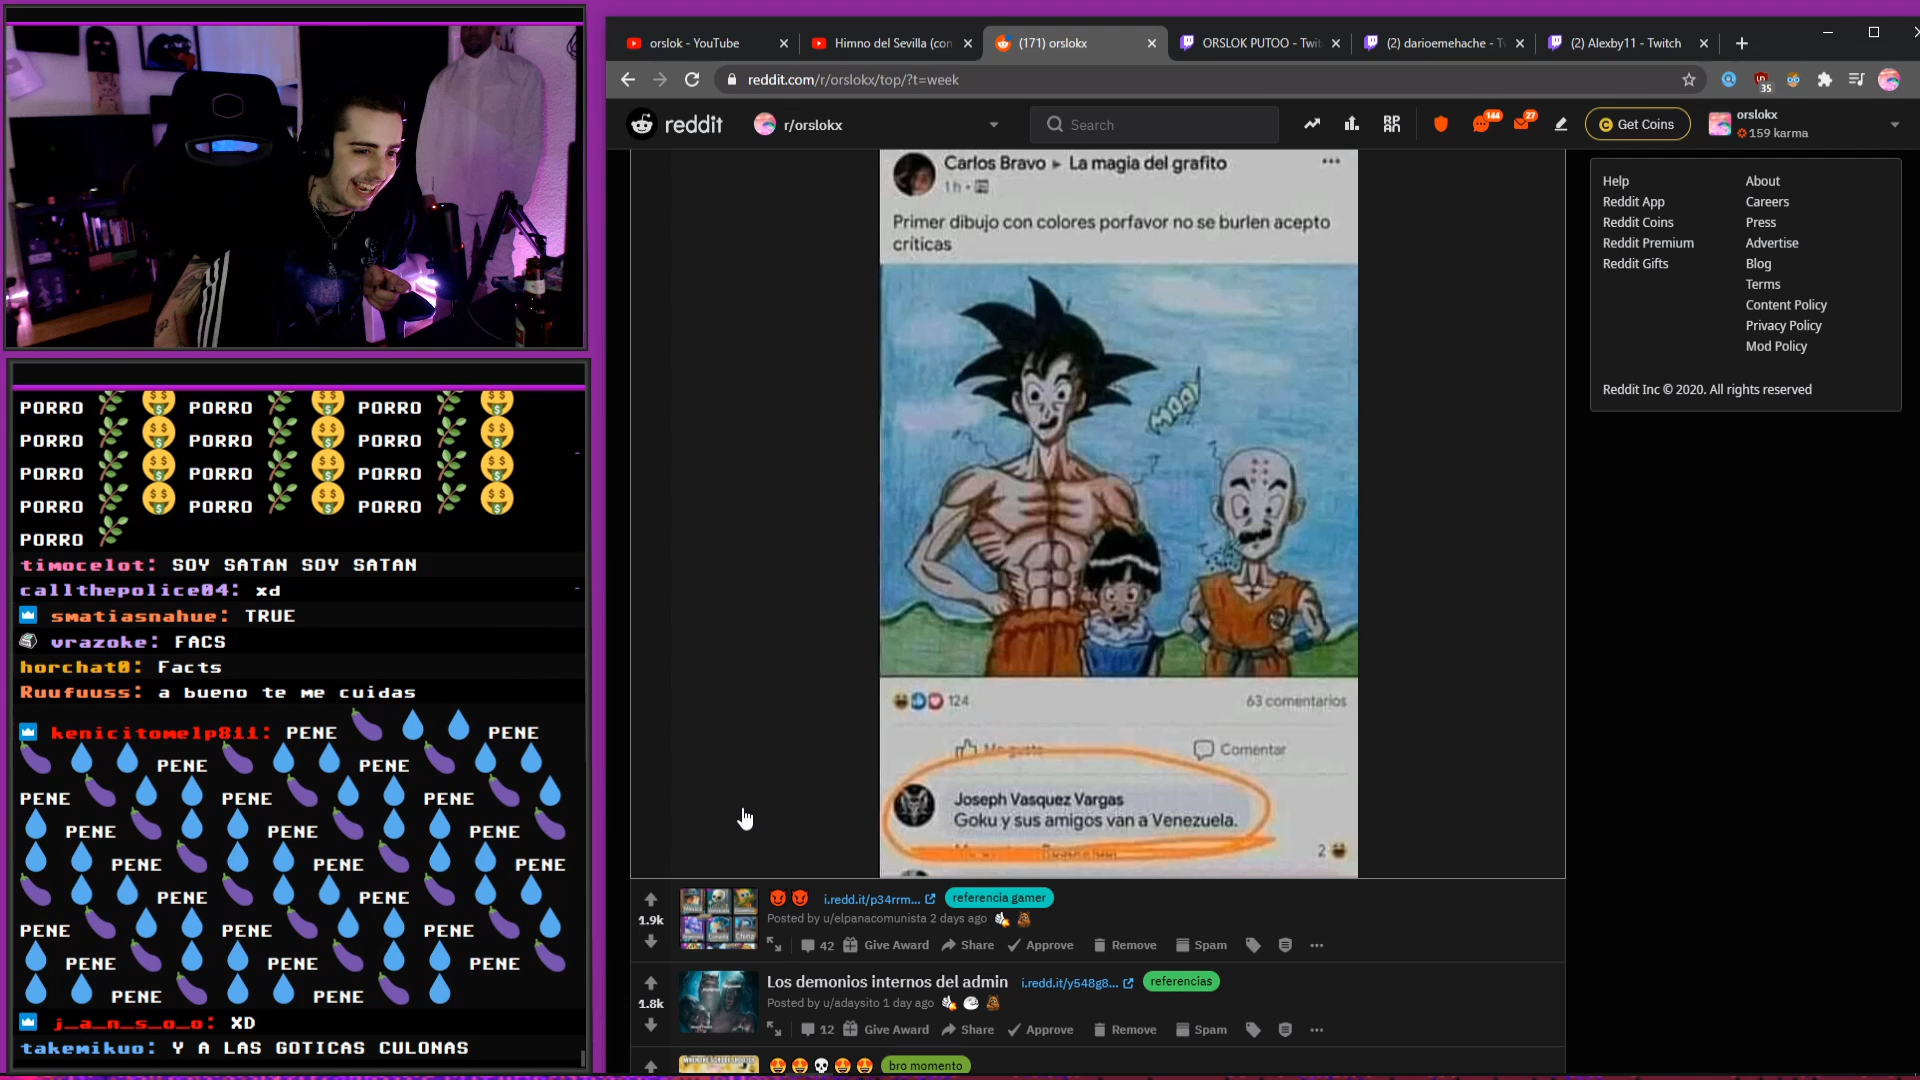 orslok - YouTube
Himno del Sevilla (con
(171) orslokx
ORSLOK PUTOO - Twit
(2) darioemehache - Tw
(2) Alexby11 - Twitch
reddit.com/r/orslokx/top/?t=week
35
reddit
r/orslokx
Search
144
27
Get Coins
orslokx
159 karma
Carlos Bravo ▸ La magia del grafito
1 h
Primer dibujo con colores porfavor no se burlen acepto
críticas
124
63 comentarios
Me gusta
Comentar
Joseph Vasquez Vargas
Goku y sus amigos van a Venezuela.
2
Help
About
Reddit App
Careers
Reddit Coins
Press
Reddit Premium
Advertise
Reddit Gifts
Blog
Terms
Content Policy
Privacy Policy
Mod Policy
Reddit Inc © 2020. All rights reserved
1.9k
i.redd.it/p34rrm...
referencia gamer
Posted by u/elpanacomunista 2 days ago
42 Give Award Share Approve Remove Spam
1.8k
Los demonios internos del admin i.redd.it/y548g8... referencias
Posted by u/adaysito 1 day ago
12 Give Award Share Approve Remove Spam
bro momento
PORRO 🌿 🤑 PORRO 🌿 🤑 PORRO 🌿 🤑
PORRO 🌿 🤑 PORRO 🌿 🤑 PORRO 🌿 🤑
PORRO 🌿 🤑 PORRO 🌿 🤑 PORRO 🌿 🤑
PORRO 🌿 🤑 PORRO 🌿 🤑 PORRO 🌿 🤑
PORRO 🌿
timocelot: SOY SATAN SOY SATAN
callthepolice04: xd
smatiasnahue: TRUE
vrazoke: FACS
horchat0: Facts
Ruufuuss: a bueno te me cuidas
kenicitomelp811: PENE 🍆 💧 💧 PENE
🍆 💧 💧 PENE 🍆 💧 💧 PENE 🍆 💧 💧
PENE 🍆 💧 💧 PENE 🍆 💧 💧 PENE 🍆 💧
💧 PENE 🍆 💧 💧 PENE 🍆 💧 💧 PENE 🍆
💧 💧 PENE 🍆 💧 💧 PENE 🍆 💧 💧 PENE
🍆 💧 💧 PENE 🍆 💧 💧 PENE 🍆 💧 💧
PENE 🍆 💧 💧 PENE 🍆 💧 💧 PENE 🍆 💧
💧 PENE 🍆 💧 💧 PENE 🍆 💧 💧 PENE 🍆
💧 💧 PENE 🍆 💧 💧 PENE 🍆 💧
j_a_n_s_o_o: XD
takemikuo: Y A LAS GOTICAS CULONAS